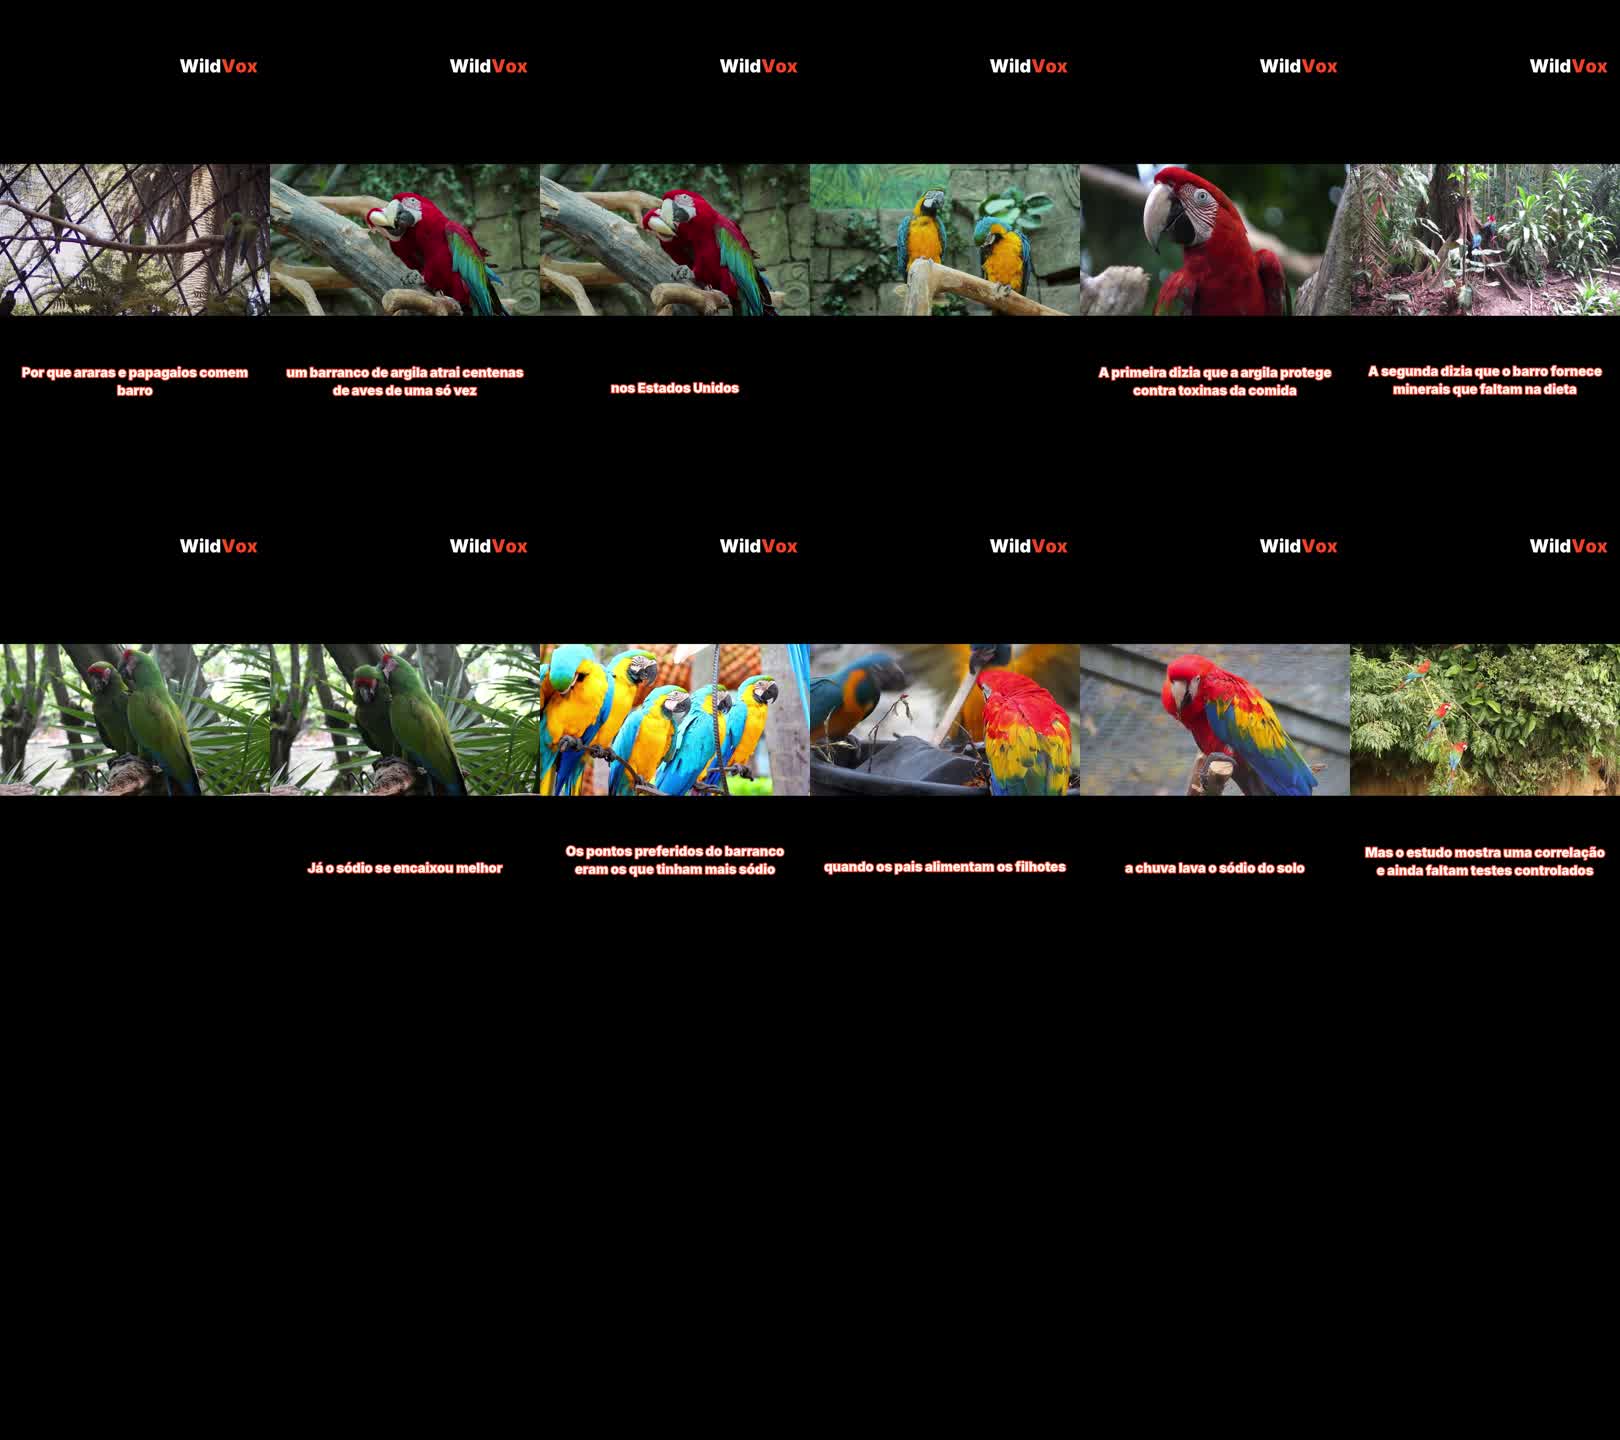 WildVox
WildVox
WildVox
WildVox
WildVox
WildVox
Por que araras e papagaios comem
barro
um barranco de argila atrai centenas
de aves de uma só vez
nos Estados Unidos
A primeira dizia que a argila protege
contra toxinas da comida
A segunda dizia que o barro fornece
minerais que faltam na dieta
WildVox
WildVox
WildVox
WildVox
WildVox
WildVox
Já o sódio se encaixou melhor
Os pontos preferidos do barranco
eram os que tinham mais sódio
quando os pais alimentam os filhotes
a chuva lava o sódio do solo
Mas o estudo mostra uma correlação
e ainda faltam testes controlados